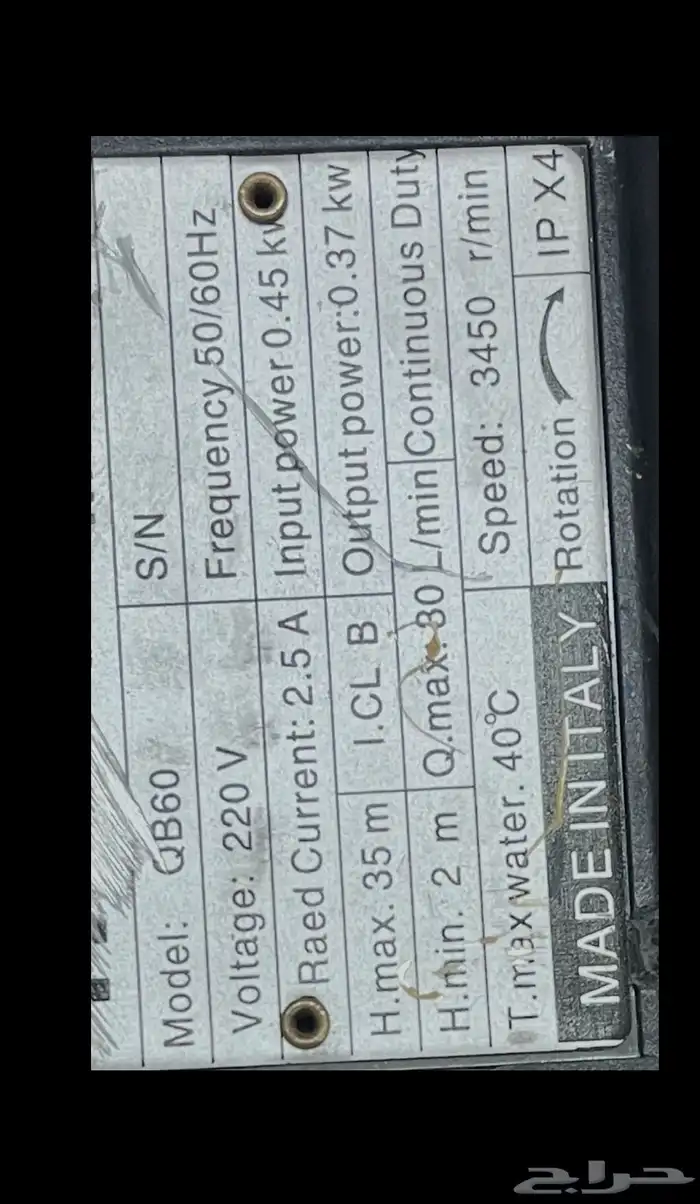 Model: QB60 S/N
Voltage: 220 V Frequency 50/60Hz
Raed Current: 2.5 A Input power 0.45 kw
H.max. 35 m I.CL B Output power:0.37 kw
H.min. 2 m Q.max. 30 L/min Continuous Duty
T.max water. 40℃ Speed: 3450 r/min
MADE IN ITALY Rotation IP X4
حراج